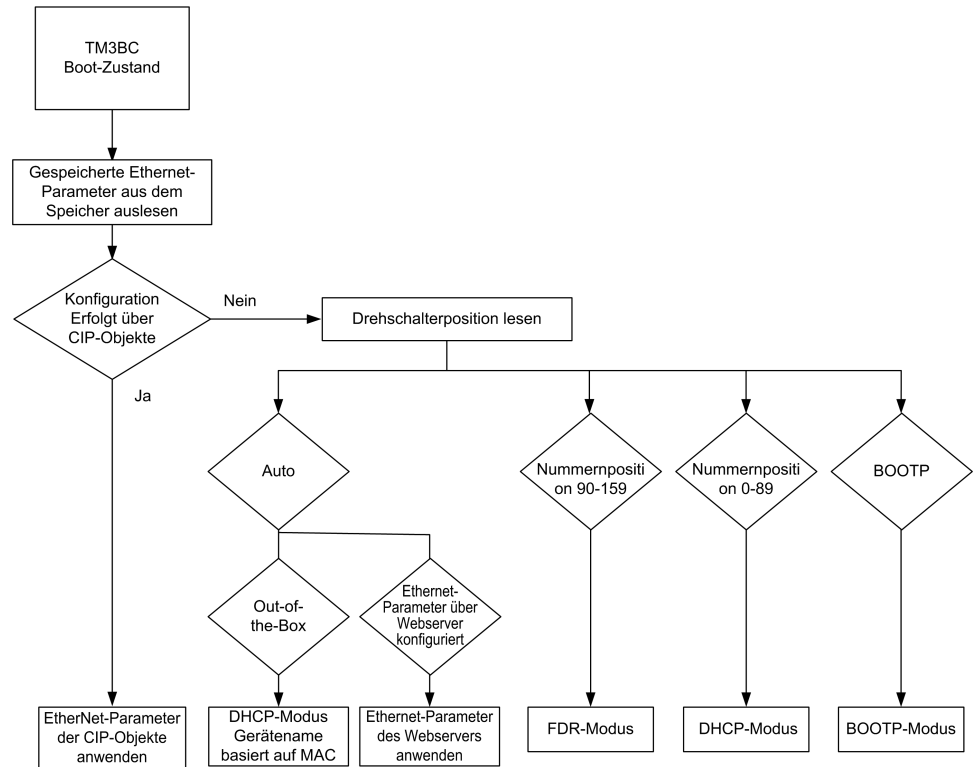 TM3BC
Boot-Zustand
Gespeicherte Ethernet-
Parameter aus dem
Speicher auslesen
Konfiguration
Erfolgt über
CIP-Objekte
Nein
Drehschalterposition lesen
Ja
Auto
Nummernpositi
on 90-159
Nummernpositi
on 0-89
BOOTP
Out-of-
the-Box
Ethernet-
Parameter über
Webserver
konfiguriert
EtherNet-Parameter
der CIP-Objekte
anwenden
DHCP-Modus
Gerätename
basiert auf MAC
Ethernet-Parameter
des Webservers
anwenden
FDR-Modus
DHCP-Modus
BOOTP-Modus